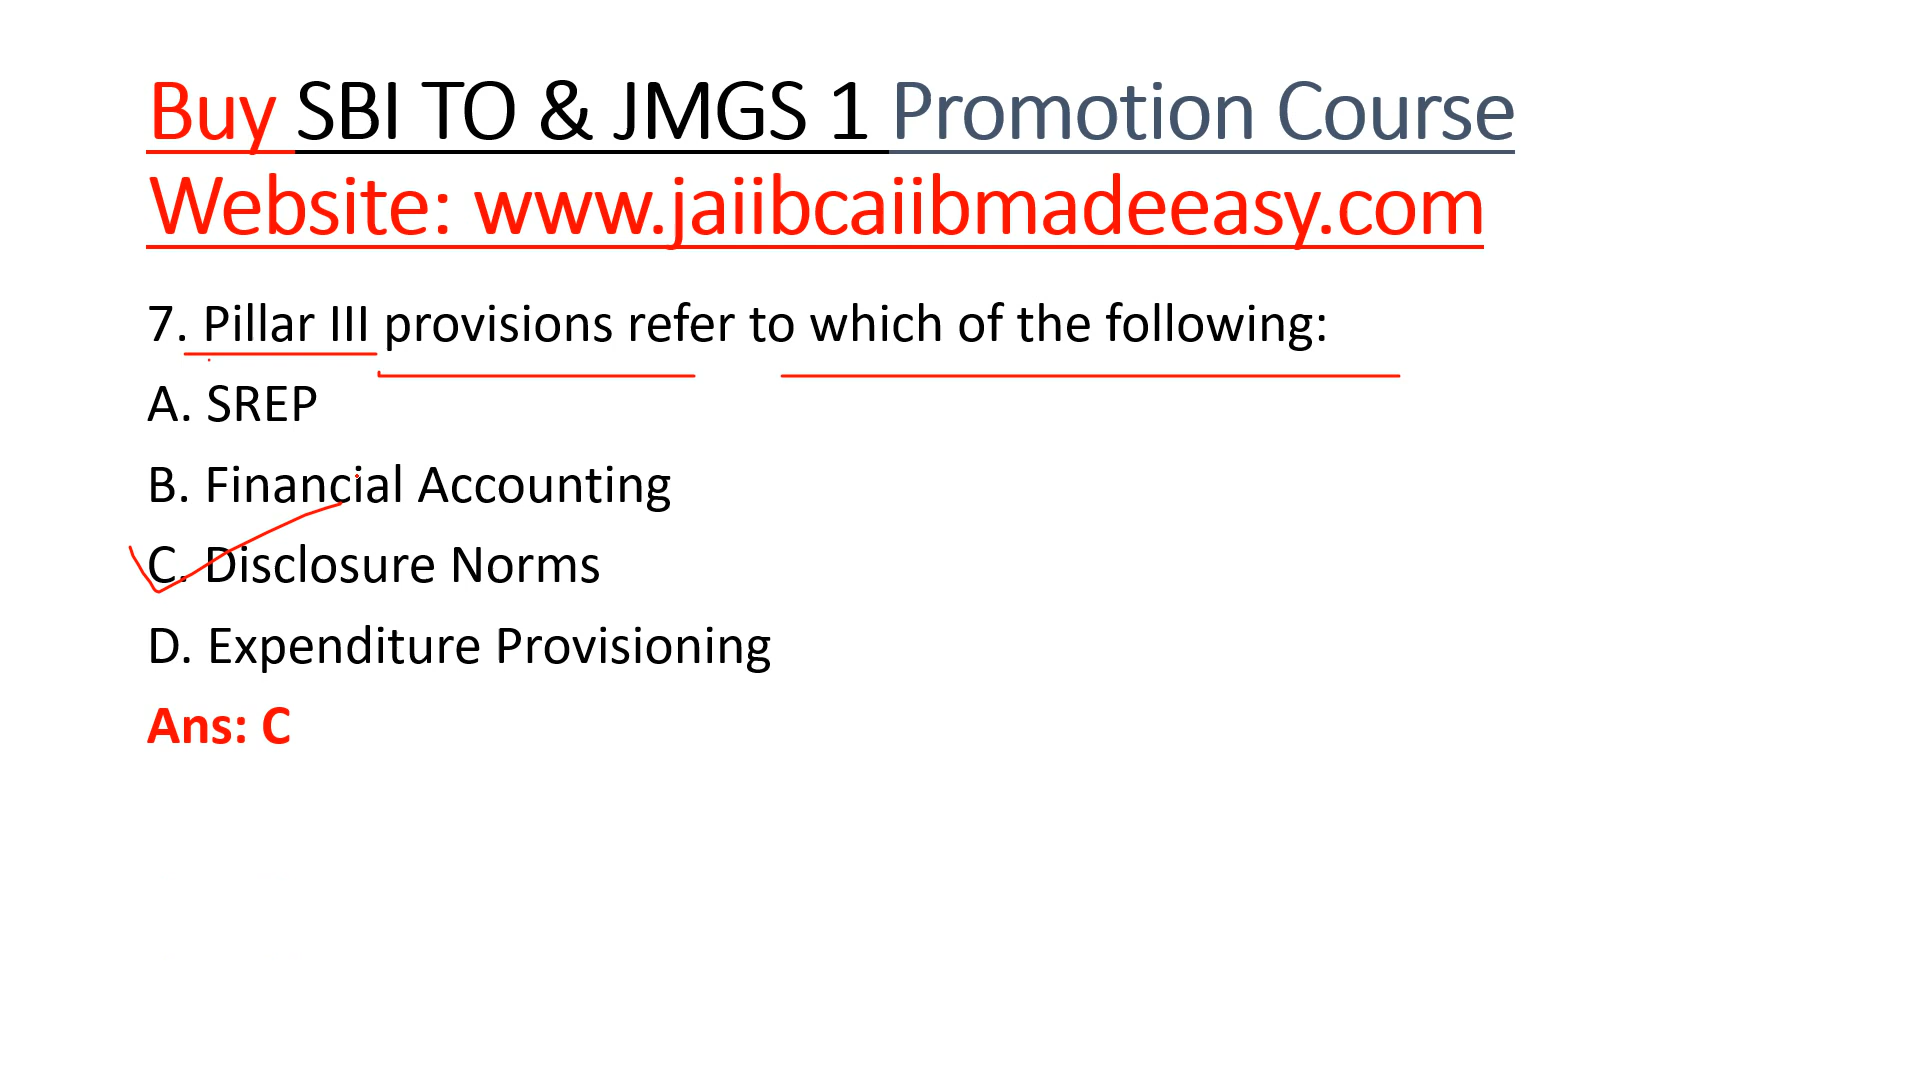 Buy SBI TO & JMGS 1 Promotion Course
Website: www.jaiibcaiibmadeeasy.com
7. Pillar III provisions refer to which of the following:
A. SREP
B. Financial Accounting
C. Disclosure Norms
D. Expenditure Provisioning
Ans: C